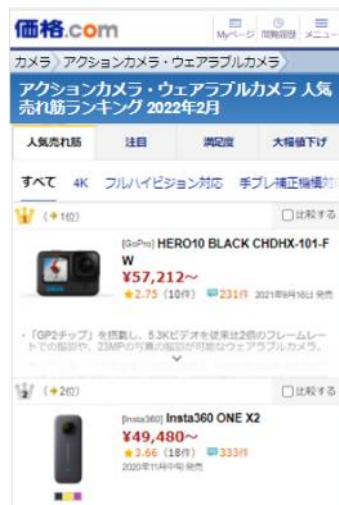 価格.com
Myページ 閲覧履歴 メニュー
カメラ 〉 アクションカメラ・ウェアラブルカメラ 〉
アクションカメラ・ウェアラブルカメラ 人気
売れ筋ランキング 2022年2月
人気売れ筋 注目 満足度 大幅値下げ
すべて 4K フルハイビジョン対応 手ブレ補正機構対
1 (→1位) 比較する
[GoPro] HERO10 BLACK CHDHX-101-F
W
¥57,212～
★2.75 (10件) 231件 2021年9月16日 発売
・「GP2チップ」を搭載し、5.3Kビデオを従来比2倍のフレームレー
トでの撮影や、23MPの写真の撮影が可能なウェアラブルカメラ。
2 (→2位) 比較する
[Insta360] Insta360 ONE X2
¥49,480～
★3.66 (18件) 333件
2020年11月中旬 発売